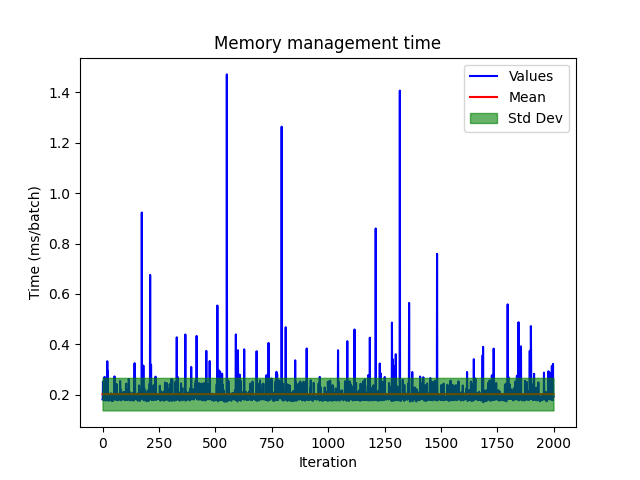 Memory management time
Time (ms/batch)
1.4
1.2
1.0
0.8
0.6
0.4
0.2
Values
Mean
Std Dev
0 250 500 750 1000 1250 1500 1750 2000
Iteration